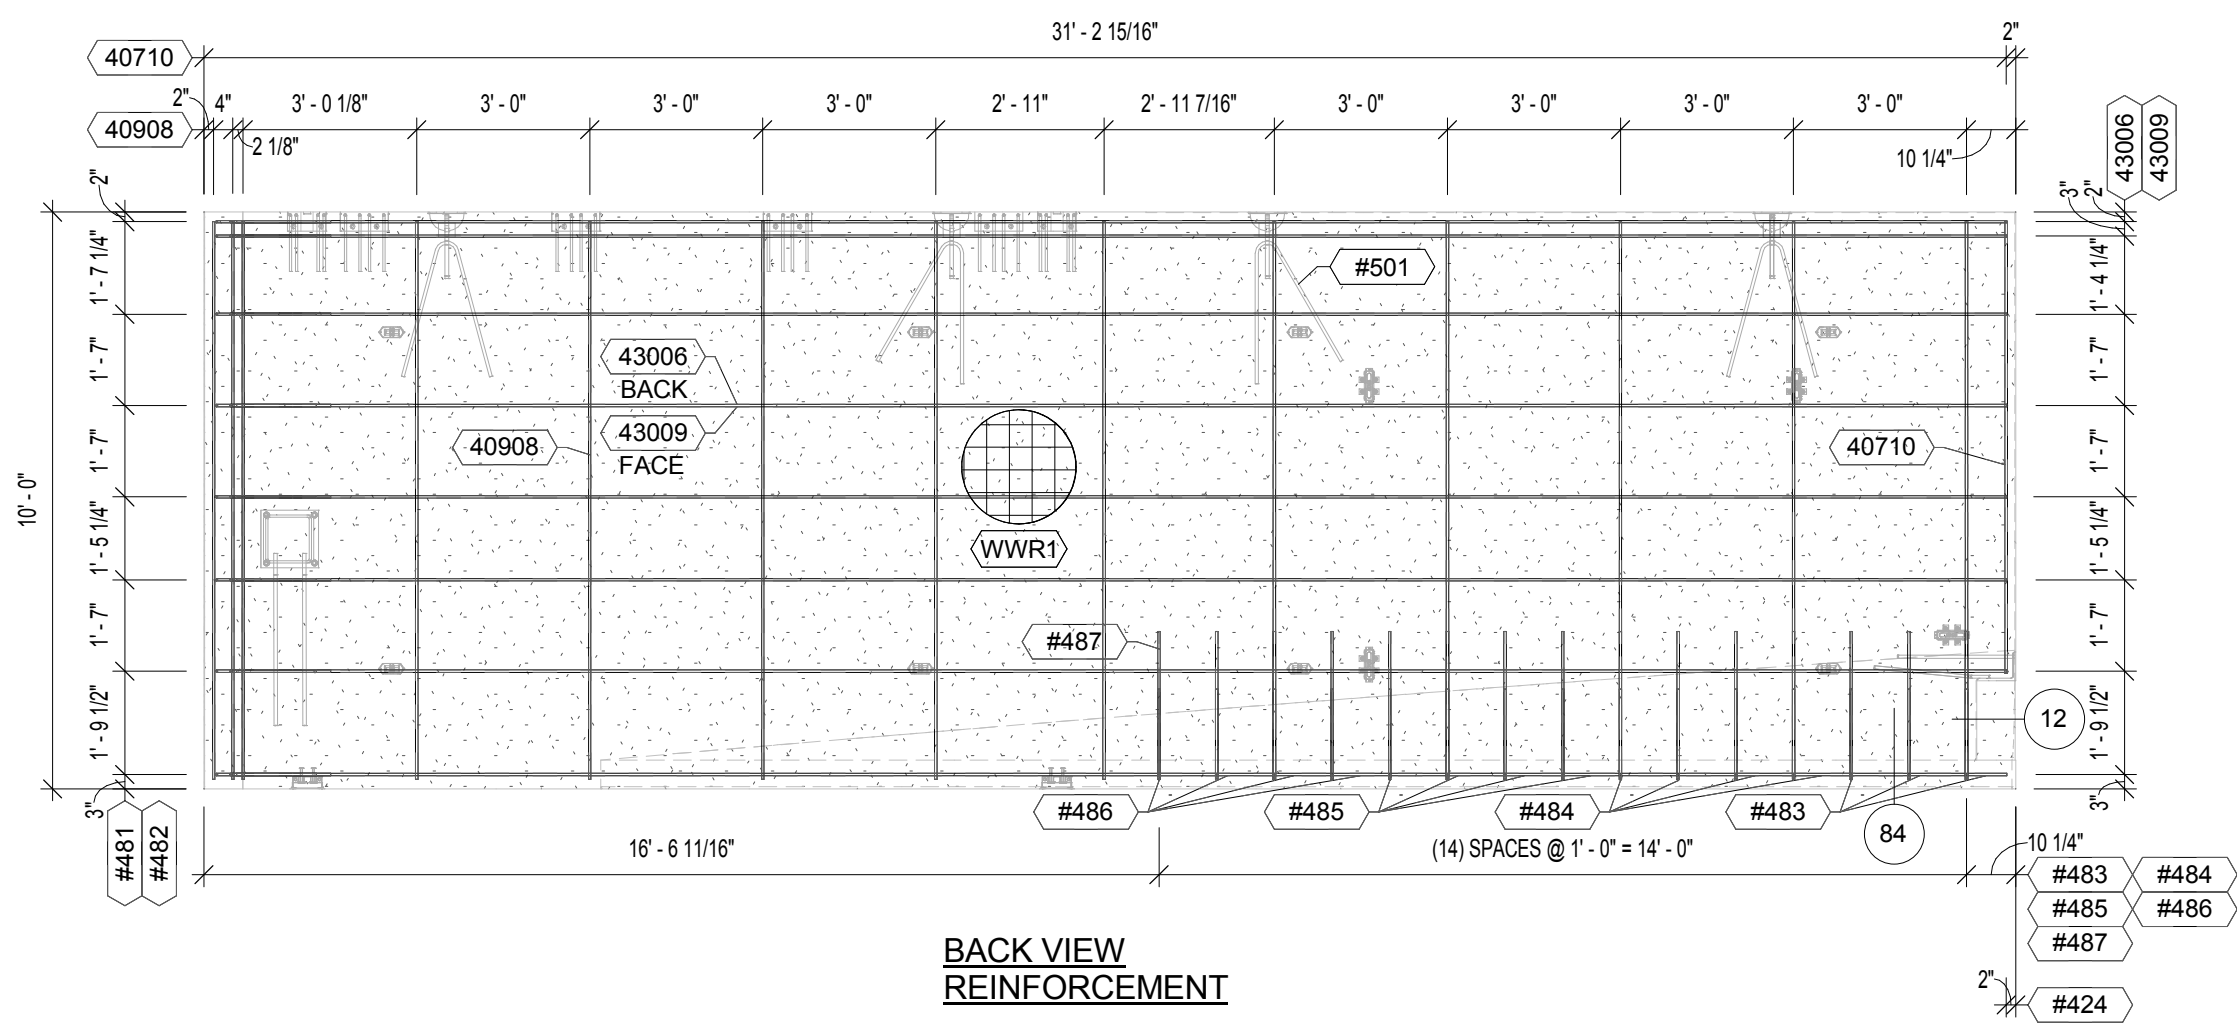 31' - 2 15/16"
2"
40710
2"
4"
3' - 0 1/8"
3' - 0"
3' - 0"
3' - 0"
2' - 11"
2' - 11 7/16"
3' - 0"
3' - 0"
3' - 0"
3' - 0"
40908
2 1/8"
10 1/4"
43006
43009
2"
3"
2"
1' - 7 1/4"
1' - 7"
1' - 7"
1' - 5 1/4"
1' - 7"
1' - 9 1/2"
3"
10' - 0"
#501
43006
BACK
43009
FACE
40908
40710
WWR1
#487
1' - 4 1/4"
1' - 7"
1' - 7"
1' - 5 1/4"
1' - 7"
1' - 9 1/2"
3"
12
#486
#485
#484
#483
84
#481
#482
16' - 6 11/16"
(14) SPACES @ 1' - 0" = 14' - 0"
10 1/4"
#483
#484
#485
#486
#487
2"
#424
BACK VIEW
REINFORCEMENT